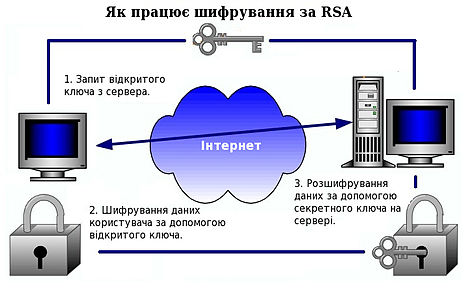 Як працює шифрування за RSA
1. Запит відкритого
ключа з сервера.
Інтернет
2. Шифрування даних
користувача за допомогою
відкритого ключа.
3. Розшифрування
даних за допомогою
секретного ключа на
сервері.